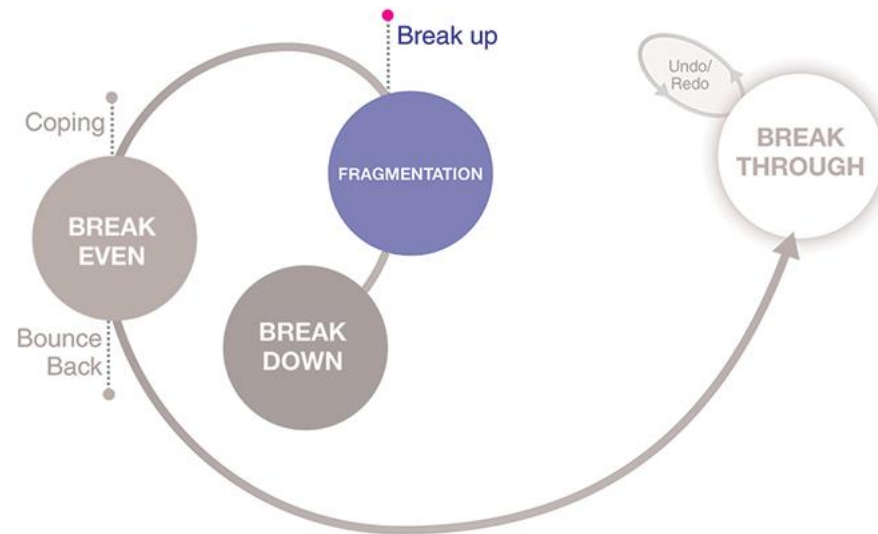 Break up
Undo/
Redo
Coping
BREAK
THROUGH
FRAGMENTATION
BREAK
EVEN
Bounce
Back
BREAK
DOWN